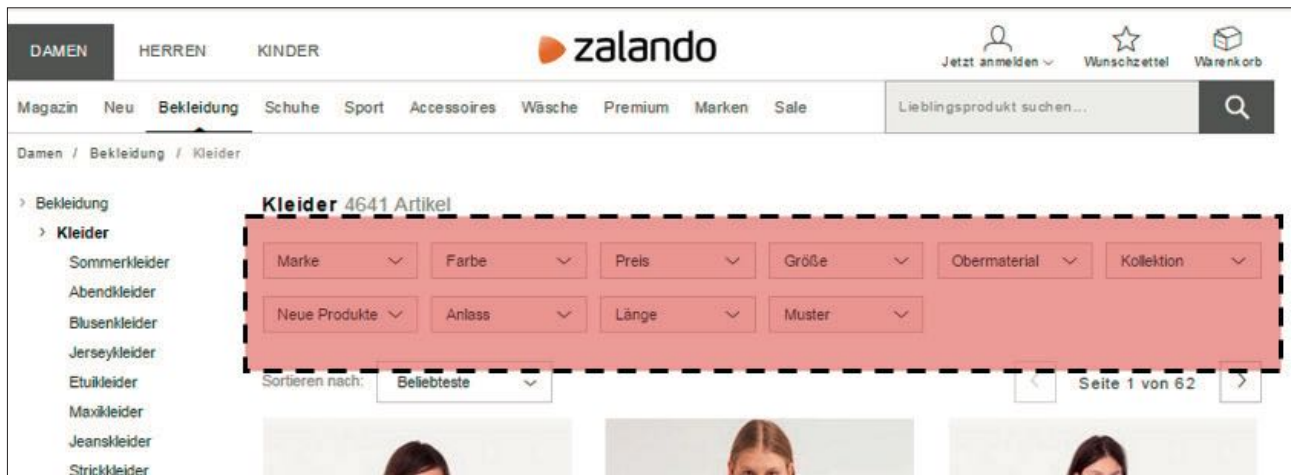 DAMEN HERREN KINDER zalando Jetzt anmelden Wunschzettel Warenkorb
Magazin Neu Bekleidung Schuhe Sport Accessoires Wäsche Premium Marken Sale Lieblingsprodukt suchen...
Damen / Bekleidung / Kleider
> Bekleidung
> Kleider
Sommerkleider
Abendkleider
Blusenkleider
Jerseykleider
Etuikleider
Maxikleider
Jeanskleider
Strickkleider
Kleider 4641 Artikel
Marke Farbe Preis Größe Obermaterial Kollektion
Neue Produkte Anlass Länge Muster
Sortieren nach: Beliebteste < Seite 1 von 62 >